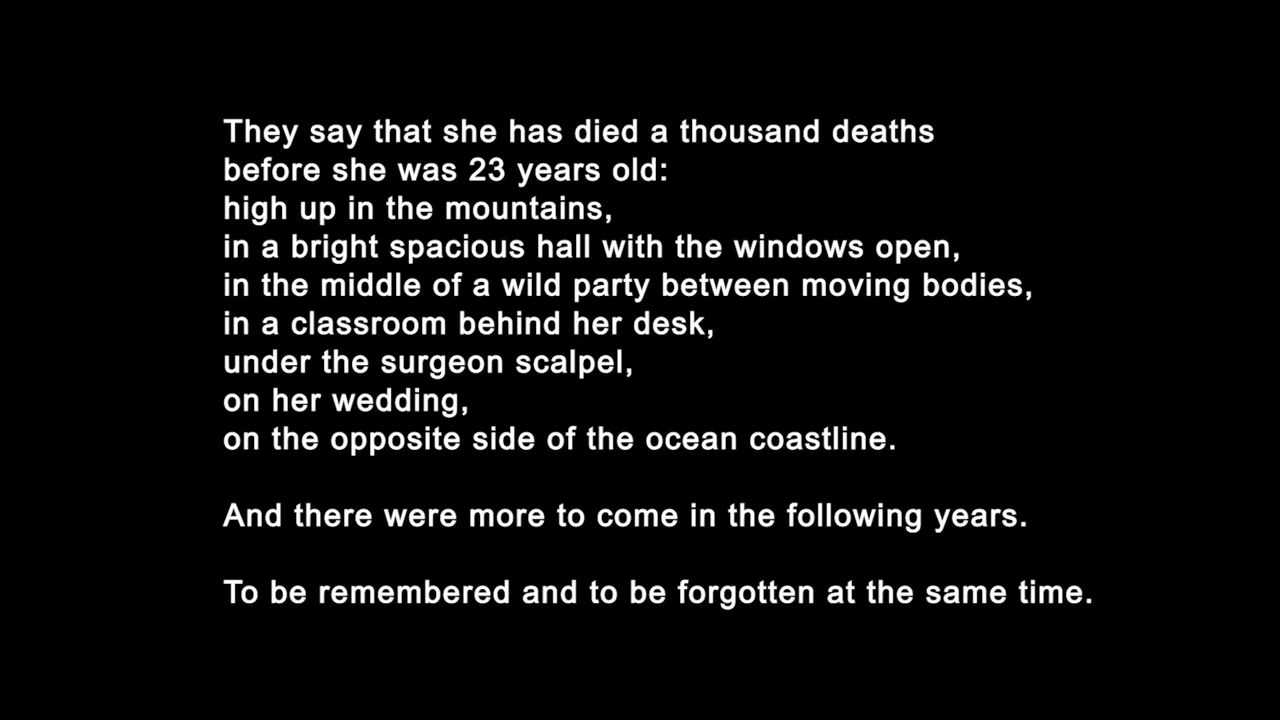 They say that she has died a thousand deaths
before she was 23 years old:
high up in the mountains,
in a bright spacious hall with the windows open,
in the middle of a wild party between moving bodies,
in a classroom behind her desk,
under the surgeon scalpel,
on her wedding,
on the opposite side of the ocean coastline.
And there were more to come in the following years.
To be remembered and to be forgotten at the same time.